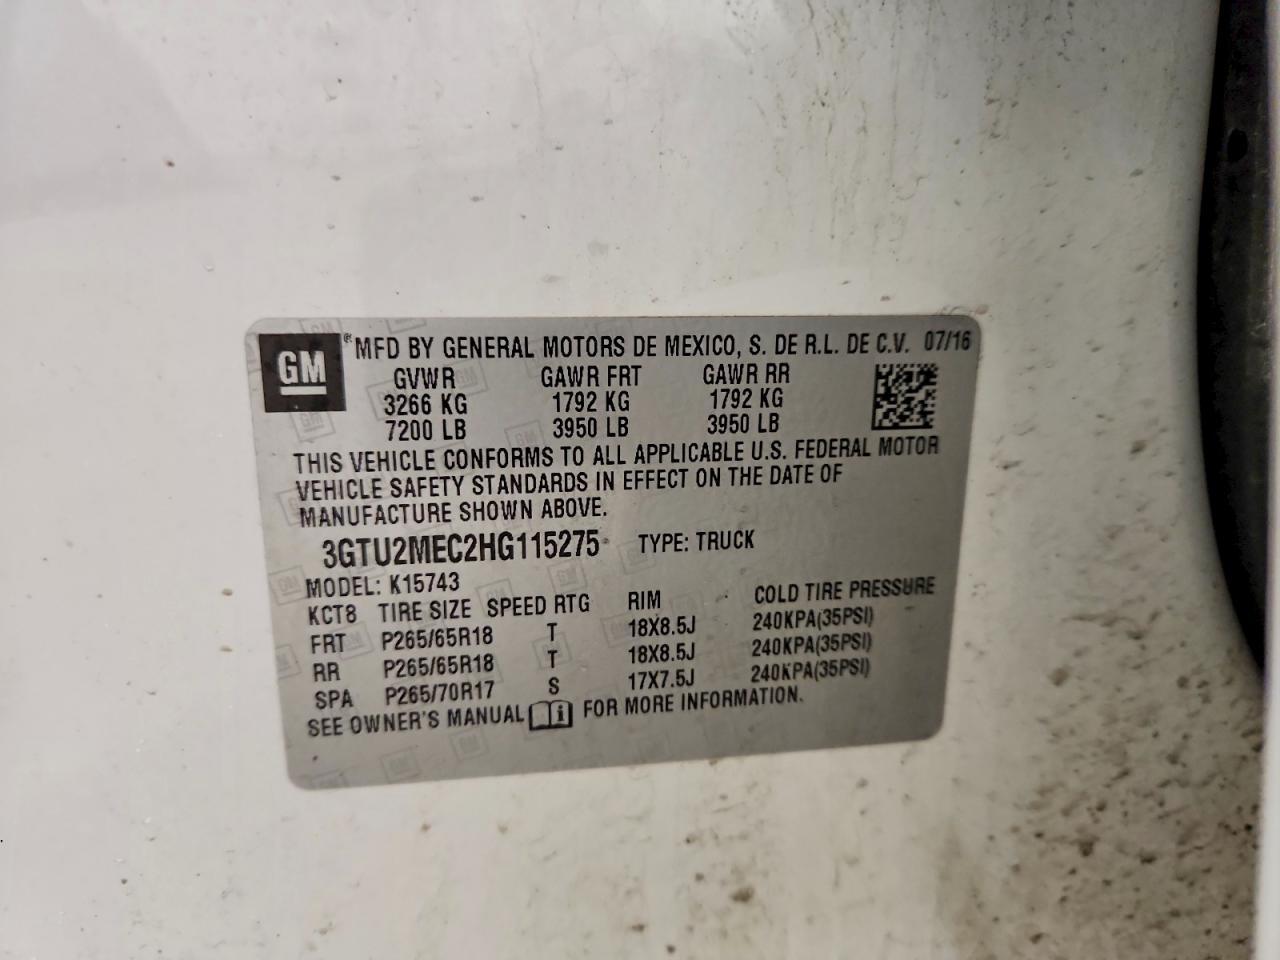 GM ® MFD BY GENERAL MOTORS DE MEXICO, S. DE R.L. DE C.V. 07/16
GVWR GAWR FRT GAWR RR
3266 KG 1792 KG 1792 KG
7200 LB 3950 LB 3950 LB
THIS VEHICLE CONFORMS TO ALL APPLICABLE U.S. FEDERAL MOTOR
VEHICLE SAFETY STANDARDS IN EFFECT ON THE DATE OF
MANUFACTURE SHOWN ABOVE.
3GTU2MEC2HG115275 TYPE: TRUCK
MODEL: K15743
KCT8 TIRE SIZE SPEED RTG RIM COLD TIRE PRESSURE
FRT P265/65R18 T 18X8.5J 240KPA(35PSI)
RR P265/65R18 T 18X8.5J 240KPA(35PSI)
SPA P265/70R17 S 17X7.5J 240KPA(35PSI)
SEE OWNER'S MANUAL i FOR MORE INFORMATION.